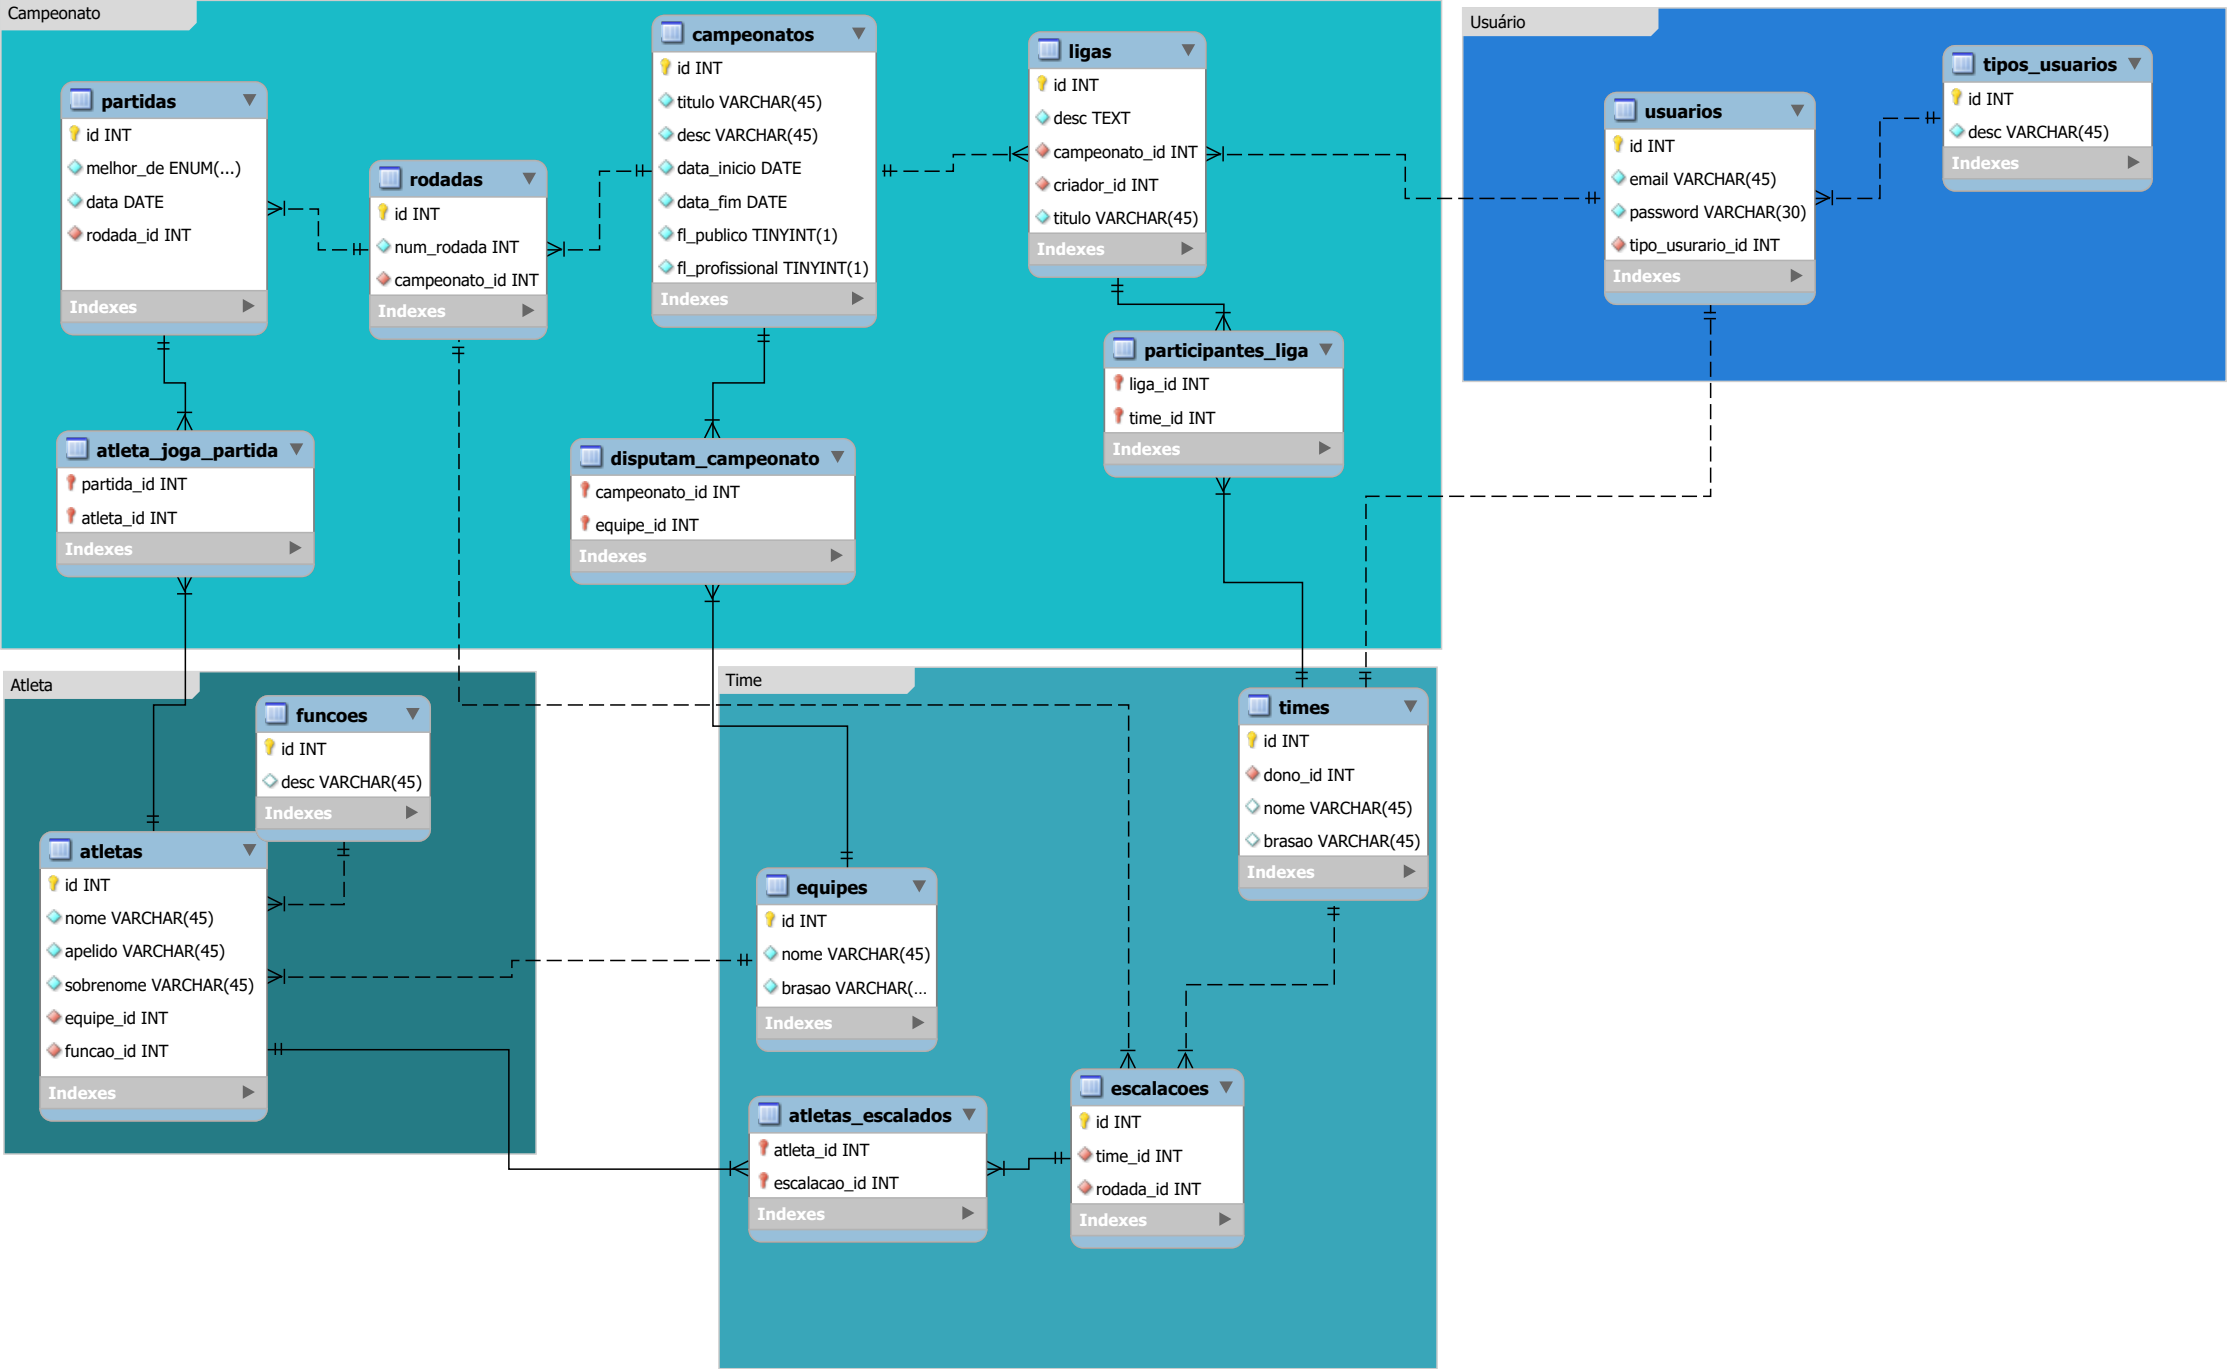 Campeonato
partidas
id INT
melhor_de ENUM(...)
data DATE
rodada_id INT
Indexes
rodadas
id INT
num_rodada INT
campeonato_id INT
Indexes
campeonatos
id INT
titulo VARCHAR(45)
desc VARCHAR(45)
data_inicio DATE
data_fim DATE
fl_publico TINYINT(1)
fl_profissional TINYINT(1)
Indexes
ligas
id INT
desc TEXT
campeonato_id INT
criador_id INT
titulo VARCHAR(45)
Indexes
participantes_liga
liga_id INT
time_id INT
Indexes
atleta_joga_partida
partida_id INT
atleta_id INT
Indexes
disputam_campeonato
campeonato_id INT
equipe_id INT
Indexes
Usuário
usuarios
id INT
email VARCHAR(45)
password VARCHAR(30)
tipo_usurario_id INT
Indexes
tipos_usuarios
id INT
desc VARCHAR(45)
Indexes
Atleta
funcoes
id INT
desc VARCHAR(45)
Indexes
atletas
id INT
nome VARCHAR(45)
apelido VARCHAR(45)
sobrenome VARCHAR(45)
equipe_id INT
funcao_id INT
Indexes
Time
times
id INT
dono_id INT
nome VARCHAR(45)
brasao VARCHAR(45)
Indexes
equipes
id INT
nome VARCHAR(45)
brasao VARCHAR(...
Indexes
atletas_escalados
atleta_id INT
escalacao_id INT
Indexes
escalacoes
id INT
time_id INT
rodada_id INT
Indexes